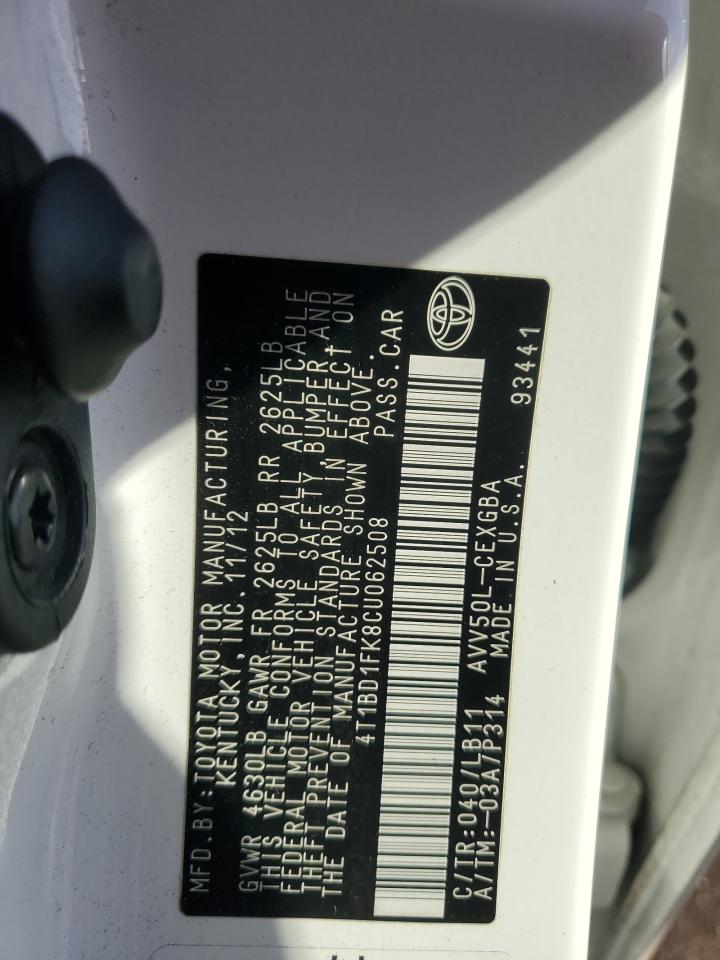 MFD. BY: TOYOTA MOTOR MANUFACTURING,
KENTUCKY, INC. 11/12
GVWR 4630LB GAWR FR 2625LB RR 2625LB
THIS VEHICLE CONFORMS TO ALL APPLICABLE
FEDERAL MOTOR VEHICLE SAFETY BUMPER, AND
THEFT PREVENTION STANDARDS IN EFFECT ON
THE DATE OF MANUFACTURE SHOWN ABOVE.
4T1BD1FK8CU062508 PASS. CAR
C/TR: 040/LB11 AVV50L-CEXGBA
A/TM: -03A/P314 MADE IN U.S.A. 93441